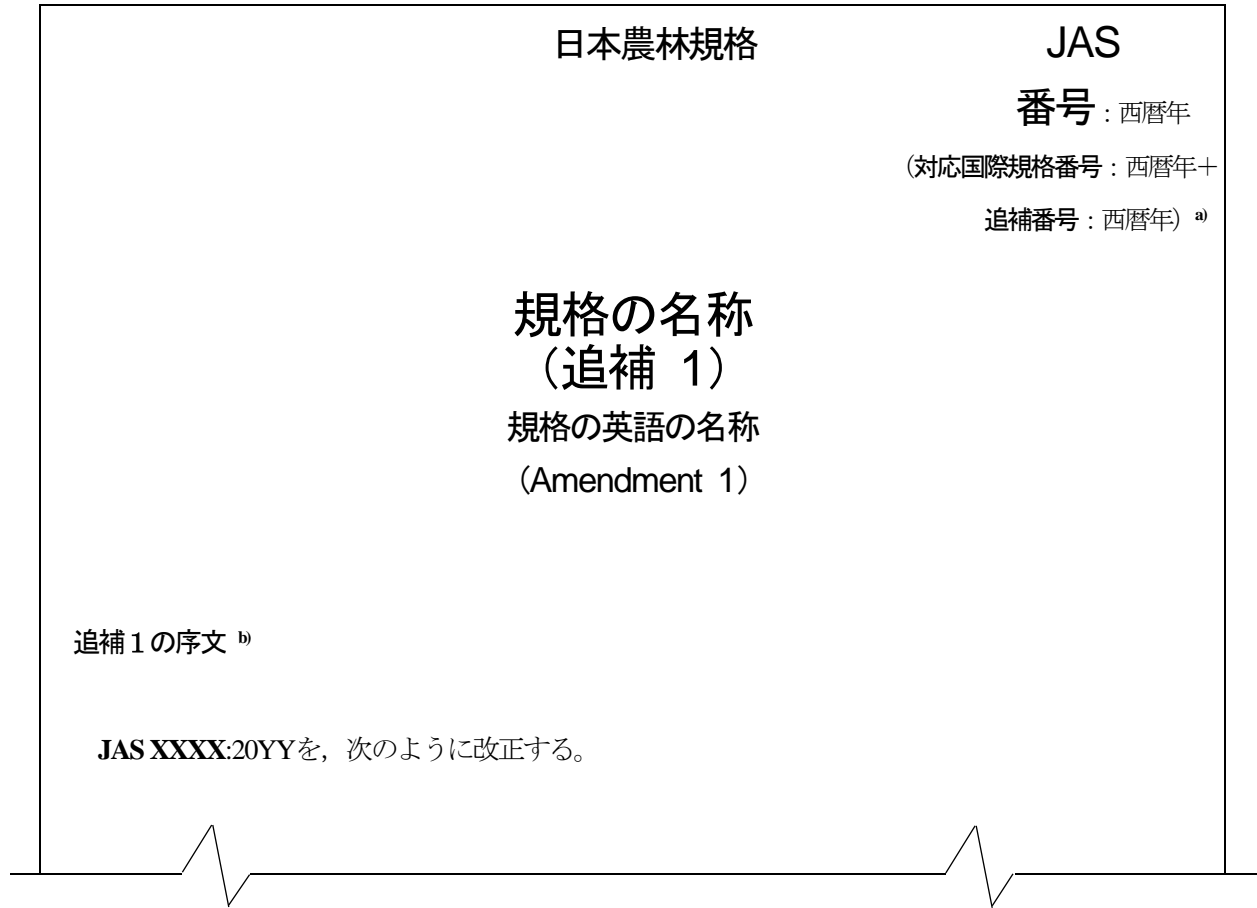 日本農林規格 JAS
番号:西暦年
(対応国際規格番号:西暦年+
追補番号:西暦年) a)
規格の名称
(追補 1)
規格の英語の名称
(Amendment 1)
追補1の序文 b)
JAS XXXX:20YYを,次のように改正する。